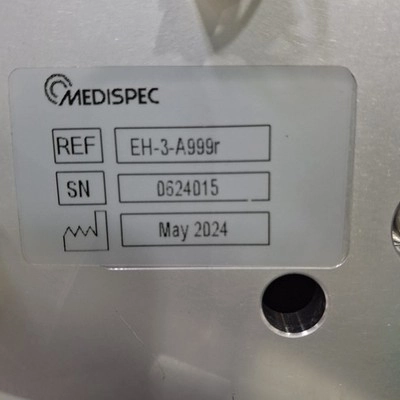 MEDISPEC
REF EH-3-A999r
SN 0624015
May 2024